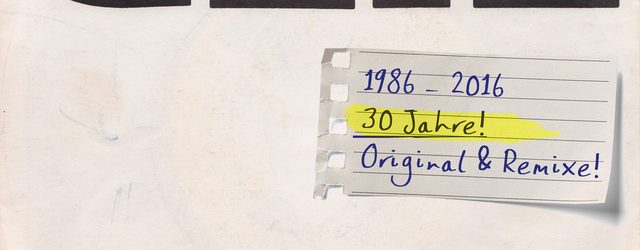 1986 - 2016
30 Jahre!
Original & Remixe!